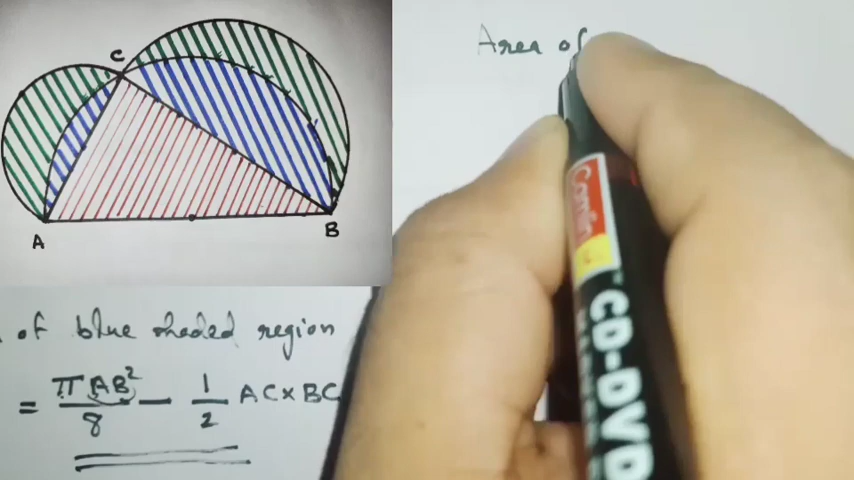 C
A
B
of blue shaded region
= πAB²/8 - 1/2 AC×BC
Area of
Camlin
CD-DVD